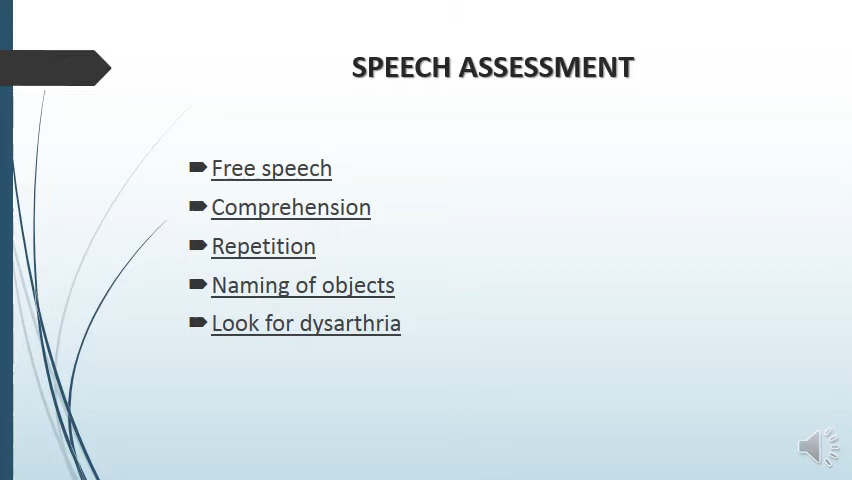 SPEECH ASSESSMENT
Free speech
Comprehension
Repetition
Naming of objects
Look for dysarthria